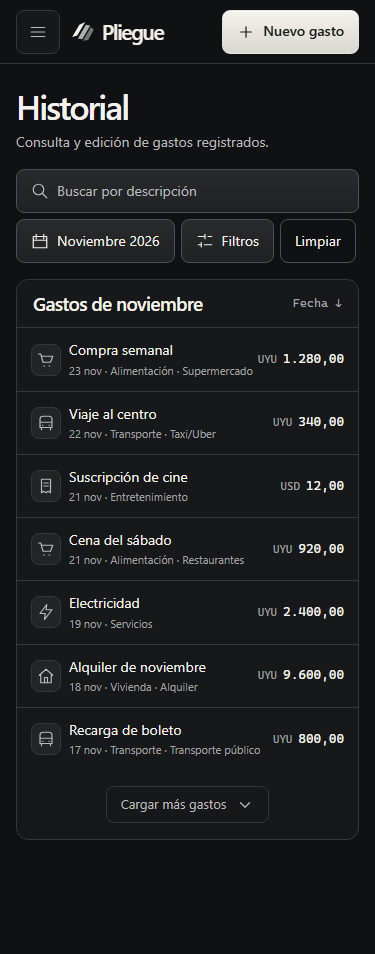 Pliegue
Nuevo gasto
Historial
Consulta y edición de gastos registrados.
Buscar por descripción
Noviembre 2026
Filtros
Limpiar
Gastos de noviembre
Fecha ↓
Compra semanal
UYU 1.280,00
23 nov · Alimentación · Supermercado
Viaje al centro
UYU 340,00
22 nov · Transporte · Taxi/Uber
Suscripción de cine
USD 12,00
21 nov · Entretenimiento
Cena del sábado
UYU 920,00
21 nov · Alimentación · Restaurantes
Electricidad
UYU 2.400,00
19 nov · Servicios
Alquiler de noviembre
UYU 9.600,00
18 nov · Vivienda · Alquiler
Recarga de boleto
UYU 800,00
17 nov · Transporte · Transporte público
Cargar más gastos